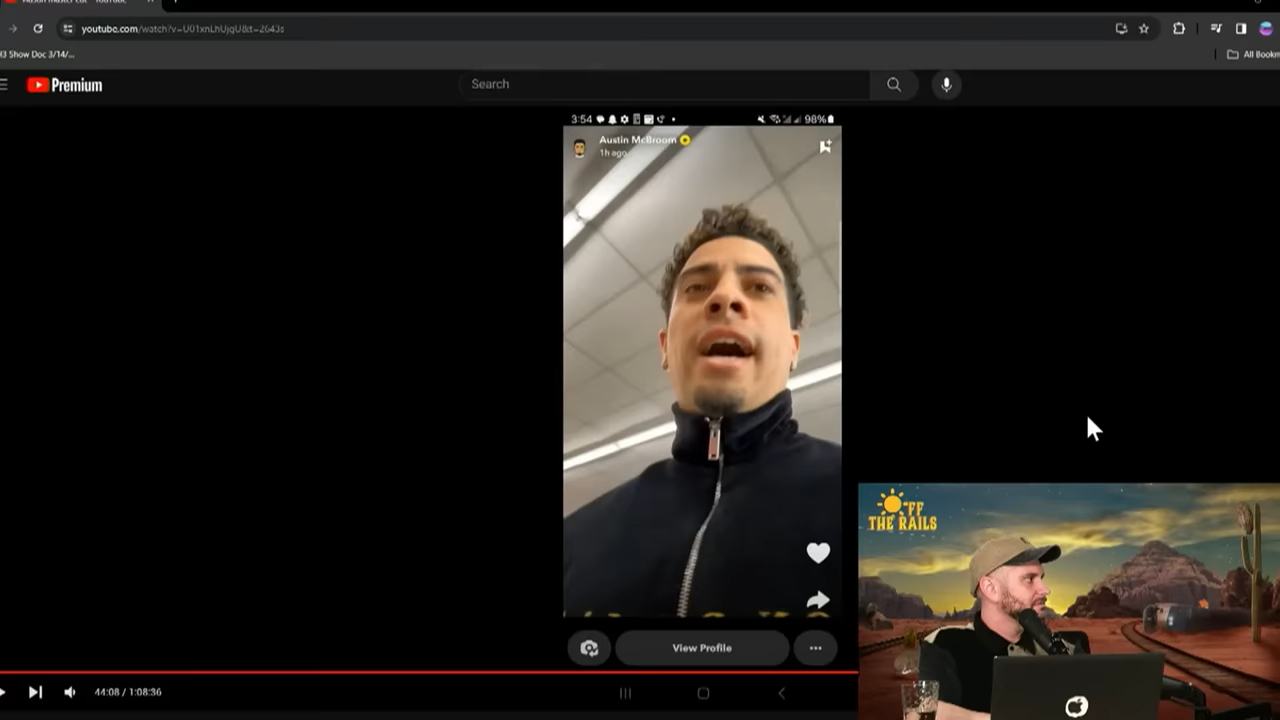 youtube.com/watch?v=U01xnLhUjgU&t=2643s
H3 Show Doc 3/14/...
All Bookm
Premium
Search
3:54
98%
Austin McBroom
1h ago
View Profile
44:08 / 1:08:36
OFF
THE RAILS